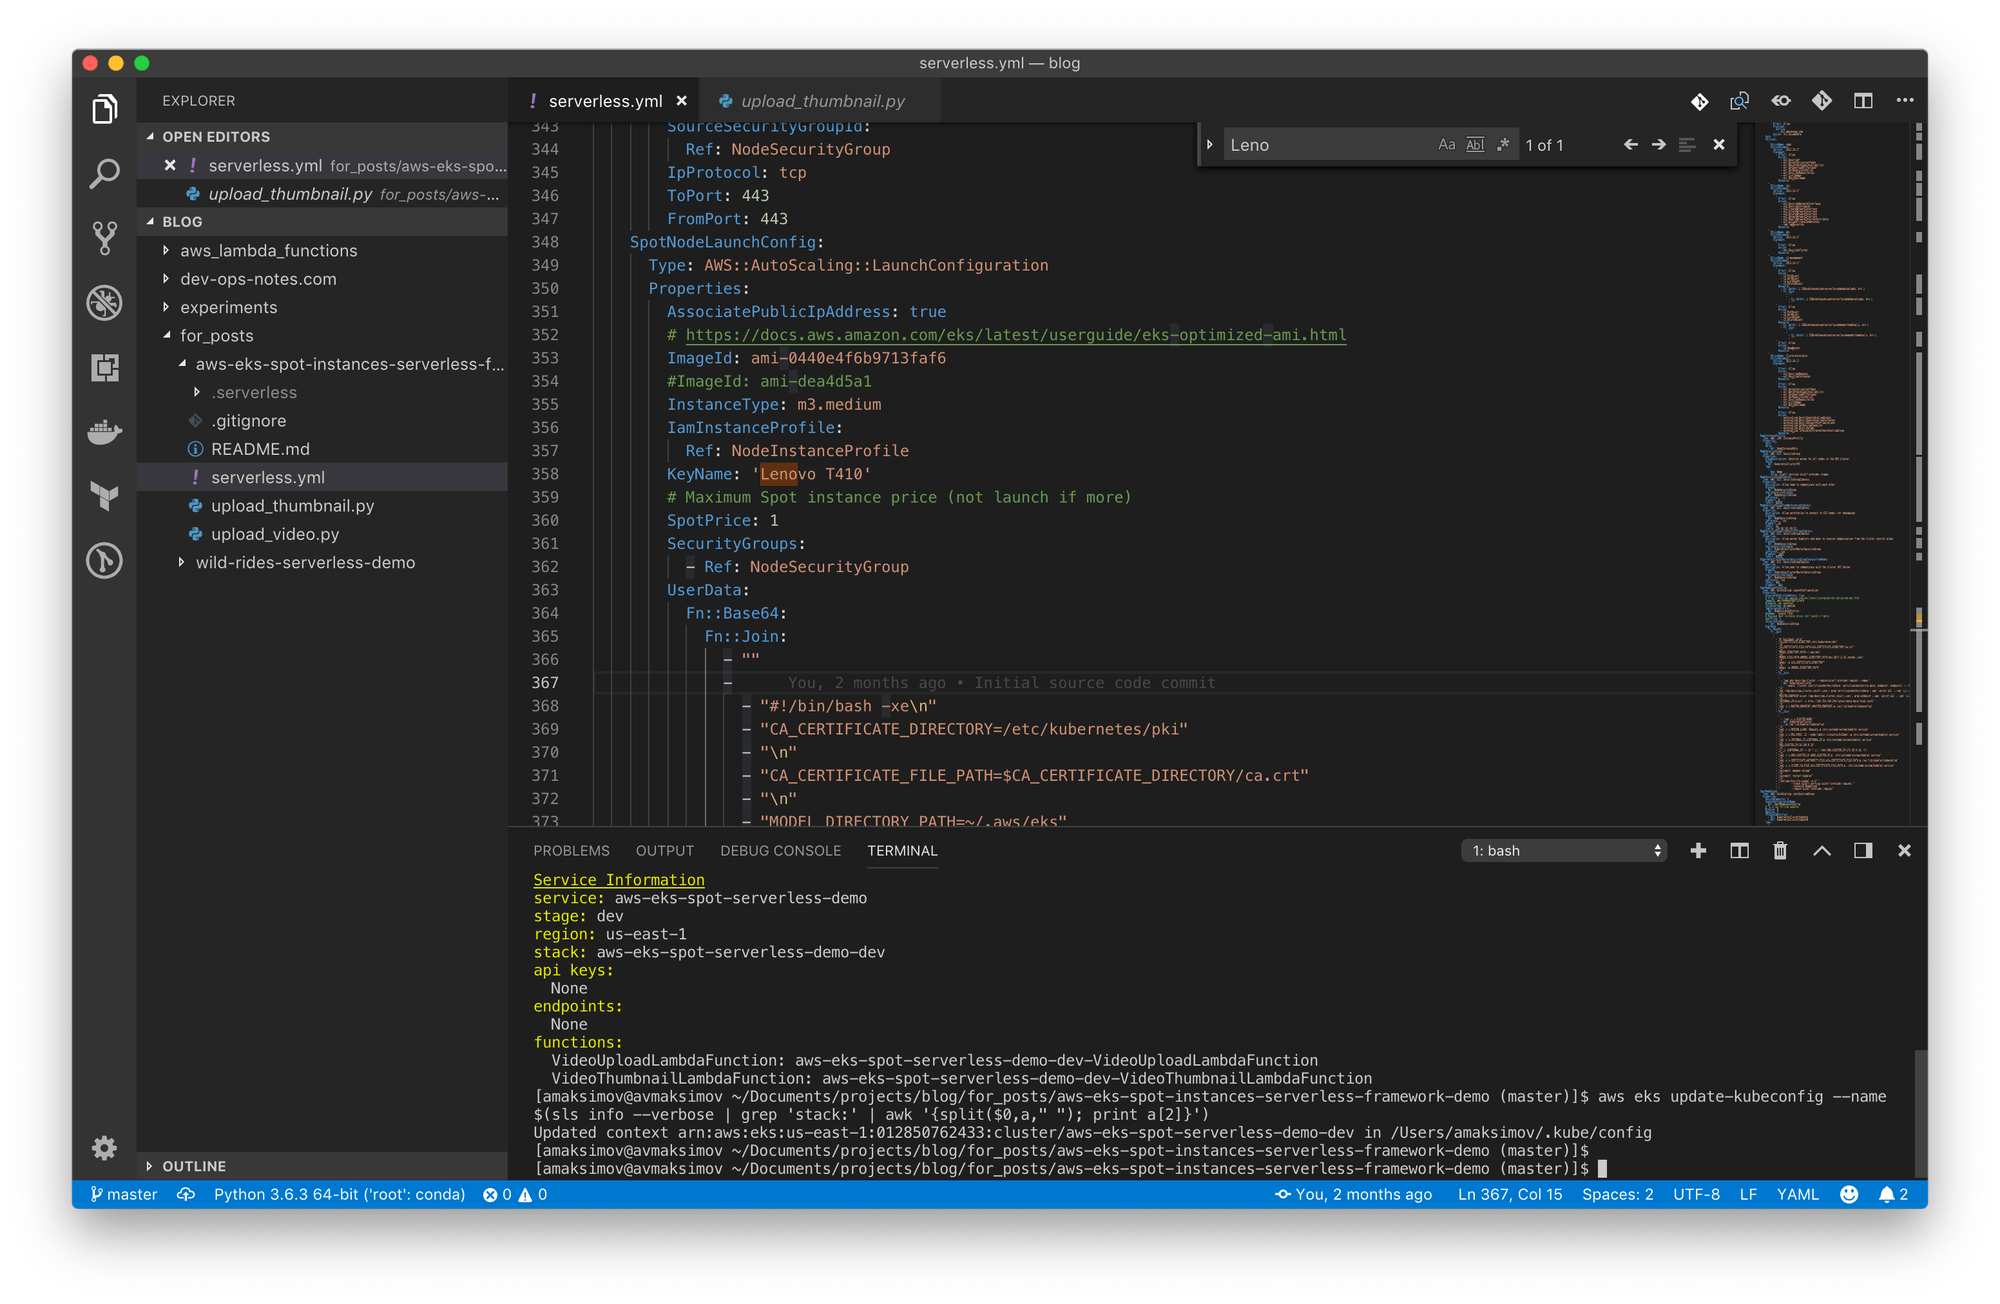 serverless.yml — blog
EXPLORER
OPEN EDITORS
serverless.yml for_posts/aws-eks-spo...
upload_thumbnail.py for_posts/aws-...
BLOG
aws_lambda_functions
dev-ops-notes.com
experiments
for_posts
aws-eks-spot-instances-serverless-f...
.serverless
.gitignore
README.md
serverless.yml
upload_thumbnail.py
upload_video.py
wild-rides-serverless-demo
OUTLINE
serverless.yml
upload_thumbnail.py
Leno
Aa
Abl
.*
1 of 1
343 SourceSecurityGroupId:
344 Ref: NodeSecurityGroup
345 IpProtocol: tcp
346 ToPort: 443
347 FromPort: 443
348 SpotNodeLaunchConfig:
349 Type: AWS::AutoScaling::LaunchConfiguration
350 Properties:
351 AssociatePublicIpAddress: true
352 # https://docs.aws.amazon.com/eks/latest/userguide/eks-optimized-ami.html
353 ImageId: ami-0440e4f6b9713faf6
354 #ImageId: ami-dea4d5a1
355 InstanceType: m3.medium
356 IamInstanceProfile:
357 Ref: NodeInstanceProfile
358 KeyName: 'Lenovo T410'
359 # Maximum Spot instance price (not launch if more)
360 SpotPrice: 1
361 SecurityGroups:
362 - Ref: NodeSecurityGroup
363 UserData:
364 Fn::Base64:
365 Fn::Join:
366 - ""
367 - You, 2 months ago • Initial source code commit
368 - "#!/bin/bash -xe\n"
369 - "CA_CERTIFICATE_DIRECTORY=/etc/kubernetes/pki"
370 - "\n"
371 - "CA_CERTIFICATE_FILE_PATH=$CA_CERTIFICATE_DIRECTORY/ca.crt"
372 - "\n"
373 - "MODEL_DIRECTORY_PATH=~/.aws/eks"
PROBLEMS OUTPUT DEBUG CONSOLE TERMINAL
1: bash
Service Information
service: aws-eks-spot-serverless-demo
stage: dev
region: us-east-1
stack: aws-eks-spot-serverless-demo-dev
api keys:
None
endpoints:
None
functions:
VideoUploadLambdaFunction: aws-eks-spot-serverless-demo-dev-VideoUploadLambdaFunction
VideoThumbnailLambdaFunction: aws-eks-spot-serverless-demo-dev-VideoThumbnailLambdaFunction
[amaksimov@avmaksimov ~/Documents/projects/blog/for_posts/aws-eks-spot-instances-serverless-framework-demo (master)]$ aws eks update-kubeconfig --name
$(sls info --verbose | grep 'stack:' | awk '{split($0,a," "); print a[2]}')
Updated context arn:aws:eks:us-east-1:012850762433:cluster/aws-eks-spot-serverless-demo-dev in /Users/amaksimov/.kube/config
[amaksimov@avmaksimov ~/Documents/projects/blog/for_posts/aws-eks-spot-instances-serverless-framework-demo (master)]$
[amaksimov@avmaksimov ~/Documents/projects/blog/for_posts/aws-eks-spot-instances-serverless-framework-demo (master)]$
master Python 3.6.3 64-bit ('root': conda) 0 0 You, 2 months ago Ln 367, Col 15 Spaces: 2 UTF-8 LF YAML 2